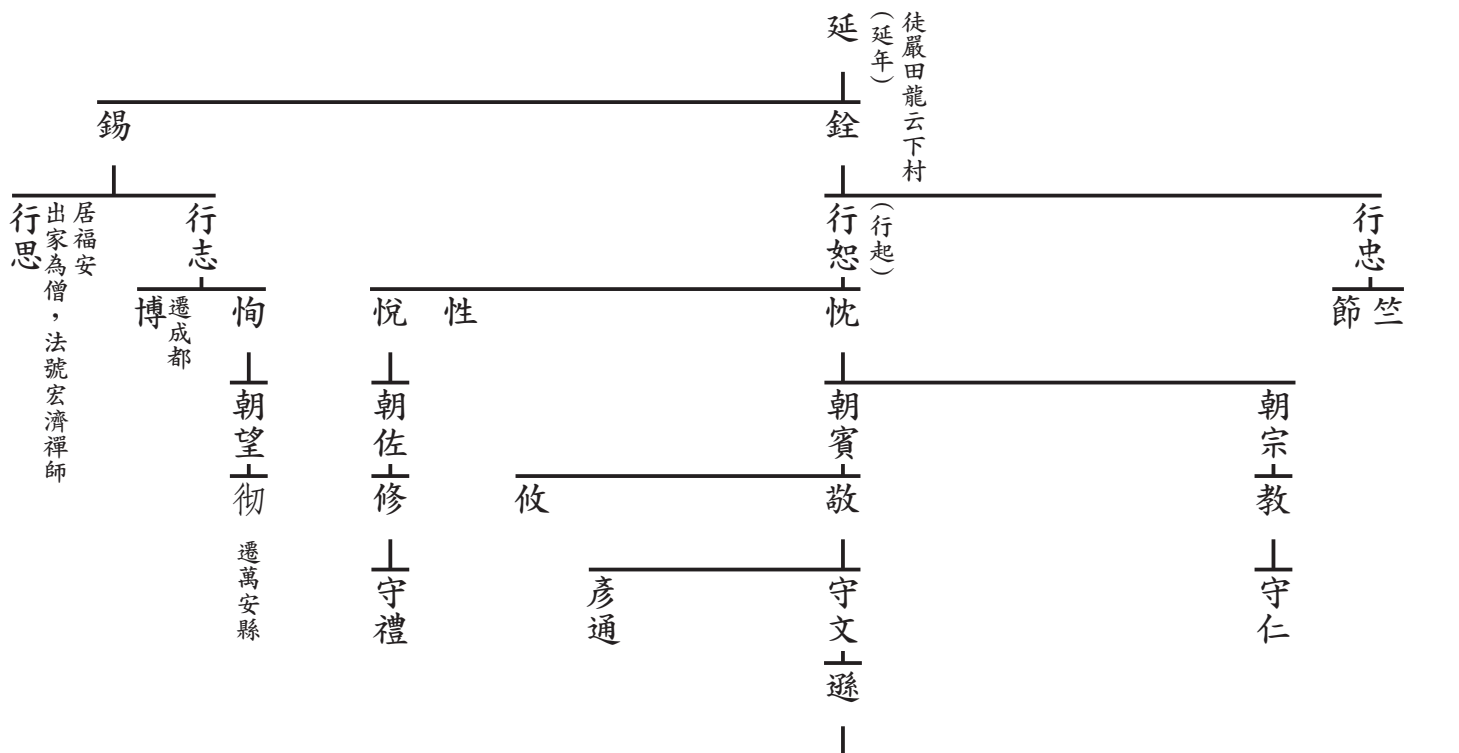 延
(延年)
徒嚴田龍云下村
銓
錫
行忠
行恕
(行起)
行志
行思
居福安
出家為僧，法號宏濟禪師
竺
節
忱
性
悅
恂
博
遷成都
朝宗
朝賓
朝佐
朝望
教
敬
攸
修
彻
遷萬安縣
守仁
守文
彥通
守禮
遜